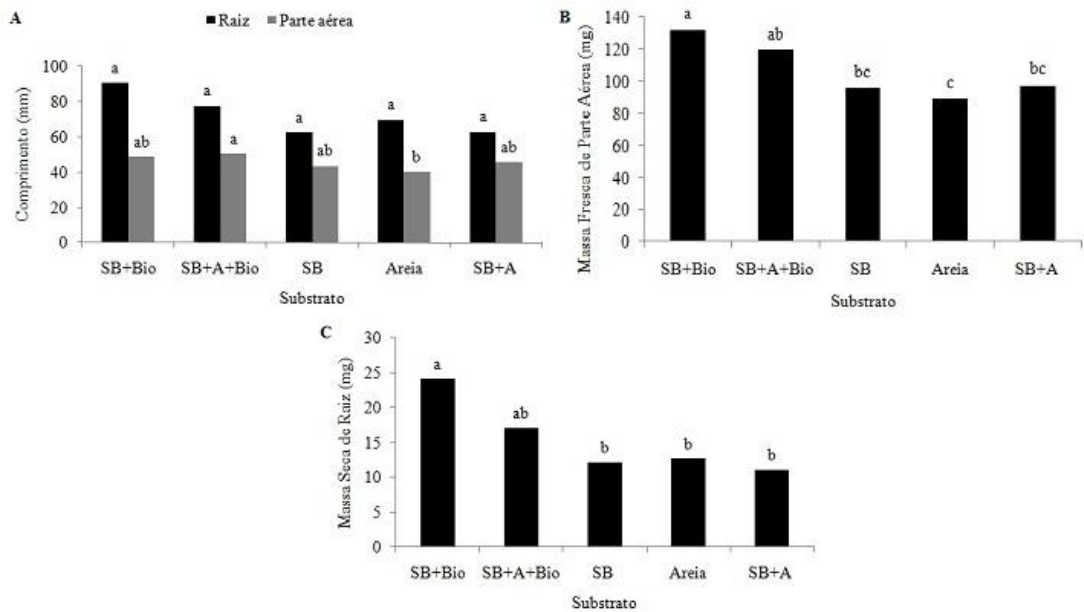 A
Raiz Parte aérea
Comprimento (mm)
100
80
60
40
20
0
a ab a a a ab a b a ab
SB+Bio SB+A+Bio SB Areia SB+A
Substrato
B
Massa Fresca de Parte Aérea (mg)
140
120
100
80
60
40
20
0
a ab bc c bc
SB+Bio SB+A+Bio SB Areia SB+A
Substrato
C
Massa Seca de Raiz (mg)
30
25
20
15
10
5
0
a ab b b b
SB+Bio SB+A+Bio SB Areia SB+A
Substrato